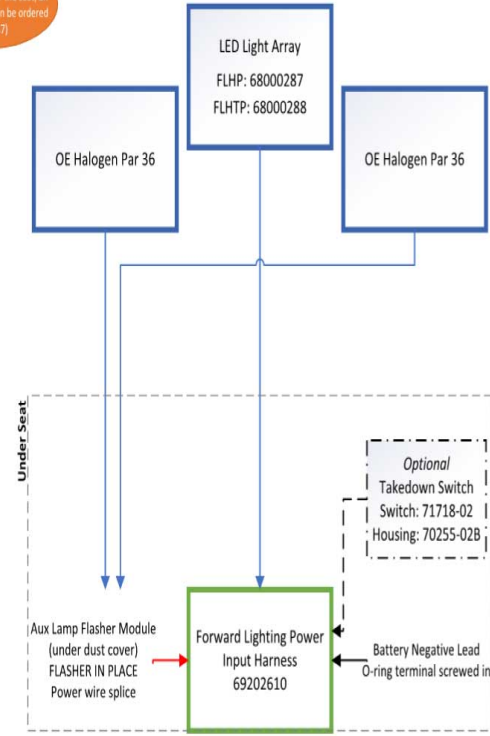 n be ordered
7)
LED Light Array
FLHP: 68000287
FLHTP: 68000288
OE Halogen Par 36
OE Halogen Par 36
Under Seat
Optional
Takedown Switch
Switch: 71718-02
Housing: 70255-02B
Aux Lamp Flasher Module
(under dust cover)
FLASHER IN PLACE
Power wire splice
Forward Lighting Power
Input Harness
69202610
Battery Negative Lead
O-ring terminal screwed in